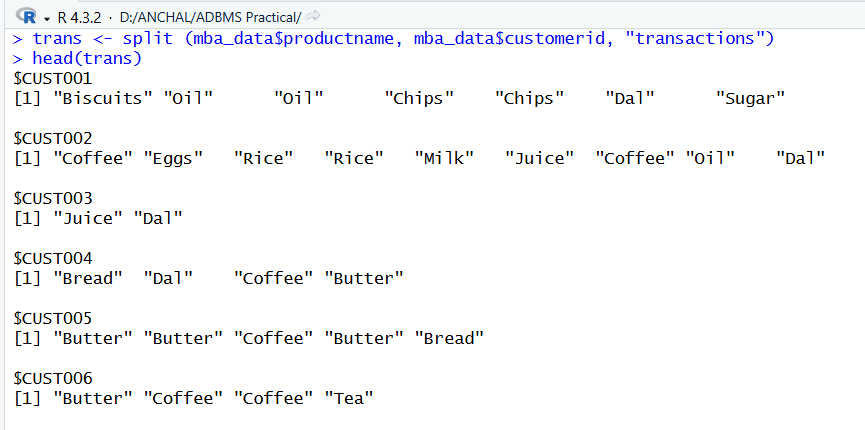 R R 4.3.2 · D:/ANCHAL/ADBMS Practical/
> trans <- split (mba_data$productname, mba_data$customerid, "transactions")
> head(trans)
$CUST001
[1] "Biscuits" "Oil"      "Oil"      "Chips"    "Chips"    "Dal"      "Sugar"
$CUST002
[1] "Coffee" "Eggs"   "Rice"   "Rice"   "Milk"   "Juice"  "Coffee" "Oil"    "Dal"
$CUST003
[1] "Juice" "Dal"
$CUST004
[1] "Bread"  "Dal"    "Coffee" "Butter"
$CUST005
[1] "Butter" "Butter" "Coffee" "Butter" "Bread"
$CUST006
[1] "Butter" "Coffee" "Coffee" "Tea"